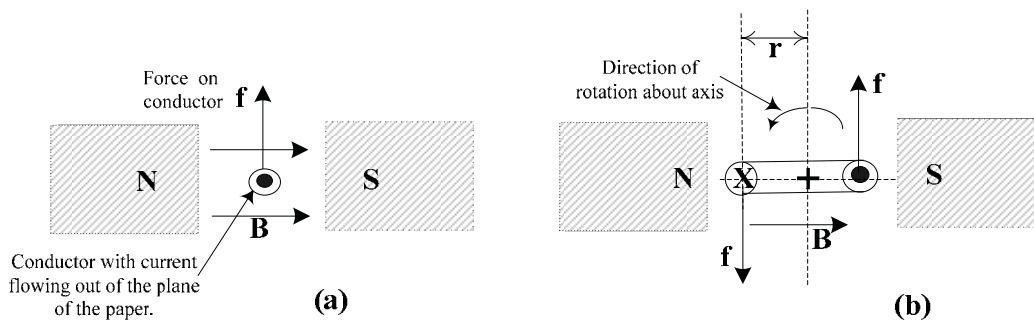 Force on
conductor
f
N
S
B
Conductor with current
flowing out of the plane
of the paper.
(a)
r
Direction of
rotation about axis
f
N
X
S
B
f
(b)